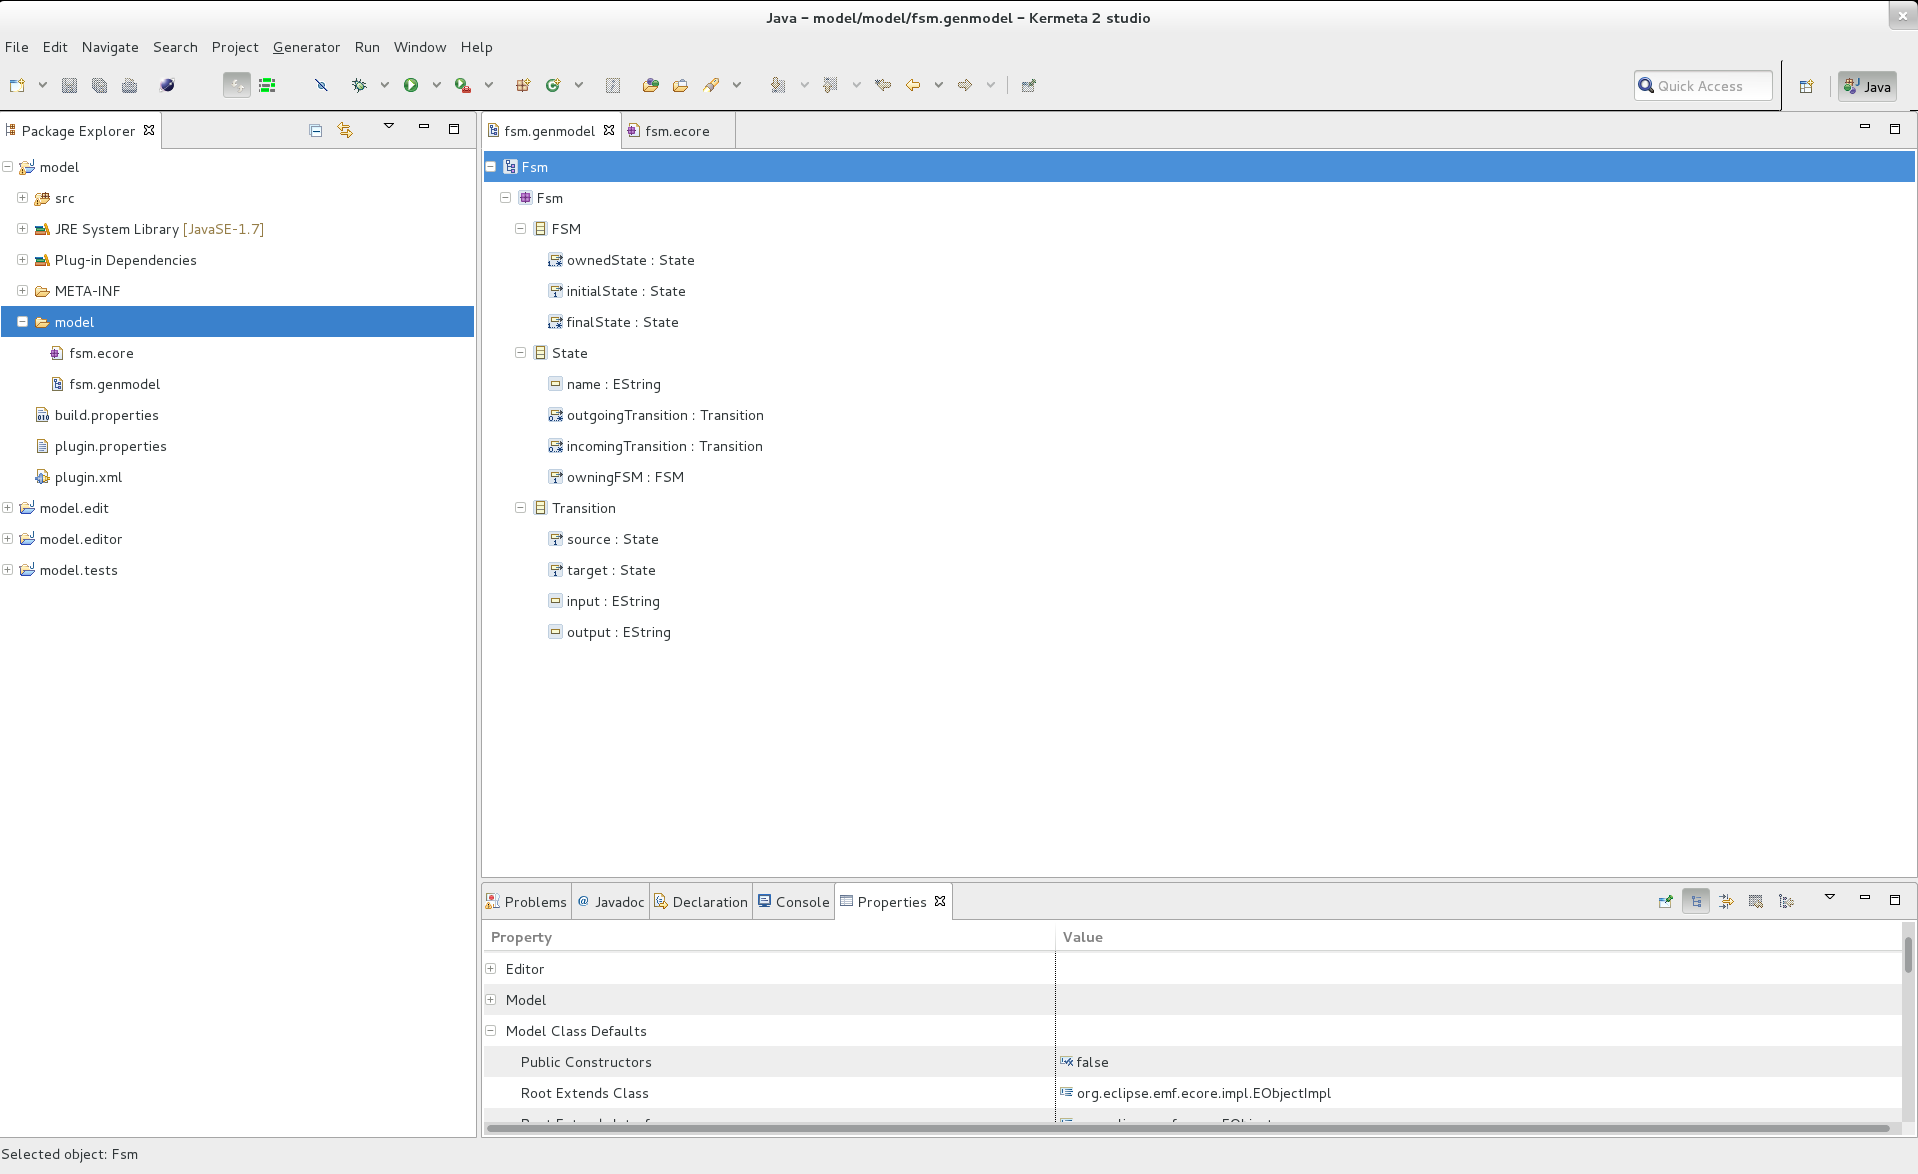 Java - model/model/fsm.genmodel - Kermeta 2 studio
File Edit Navigate Search Project Generator Run Window Help
Quick Access
Java
Package Explorer
model
src
JRE System Library [JavaSE-1.7]
Plug-in Dependencies
META-INF
model
fsm.ecore
fsm.genmodel
build.properties
plugin.properties
plugin.xml
model.edit
model.editor
model.tests
fsm.genmodel fsm.ecore
Fsm
Fsm
FSM
ownedState : State
initialState : State
finalState : State
State
name : EString
outgoingTransition : Transition
incomingTransition : Transition
owningFSM : FSM
Transition
source : State
target : State
input : EString
output : EString
Problems Javadoc Declaration Console Properties
Property Value
Editor
Model
Model Class Defaults
Public Constructors false
Root Extends Class org.eclipse.emf.ecore.impl.EObjectImpl
Selected object: Fsm